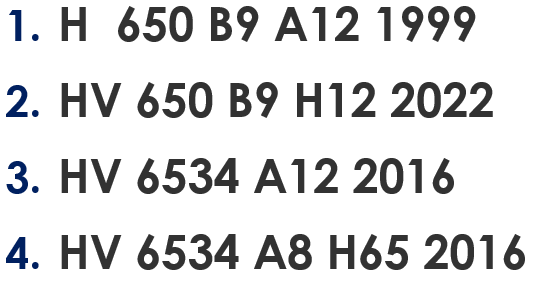 1. H  650 B9 A12 1999
2. HV 650 B9 H12 2022
3. HV 6534 A12 2016
4. HV 6534 A8 H65 2016